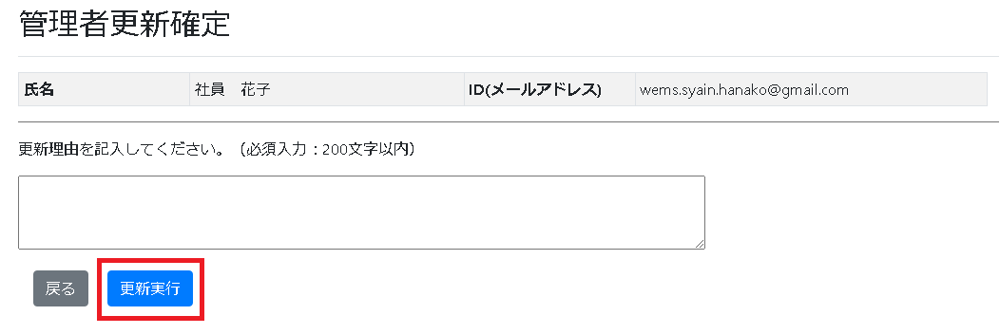 管理者更新確定
氏名 社員　花子 ID(メールアドレス) wems.syain.hanako@gmail.com
更新理由を記入してください。（必須入力：200文字以内）
戻る 更新実行